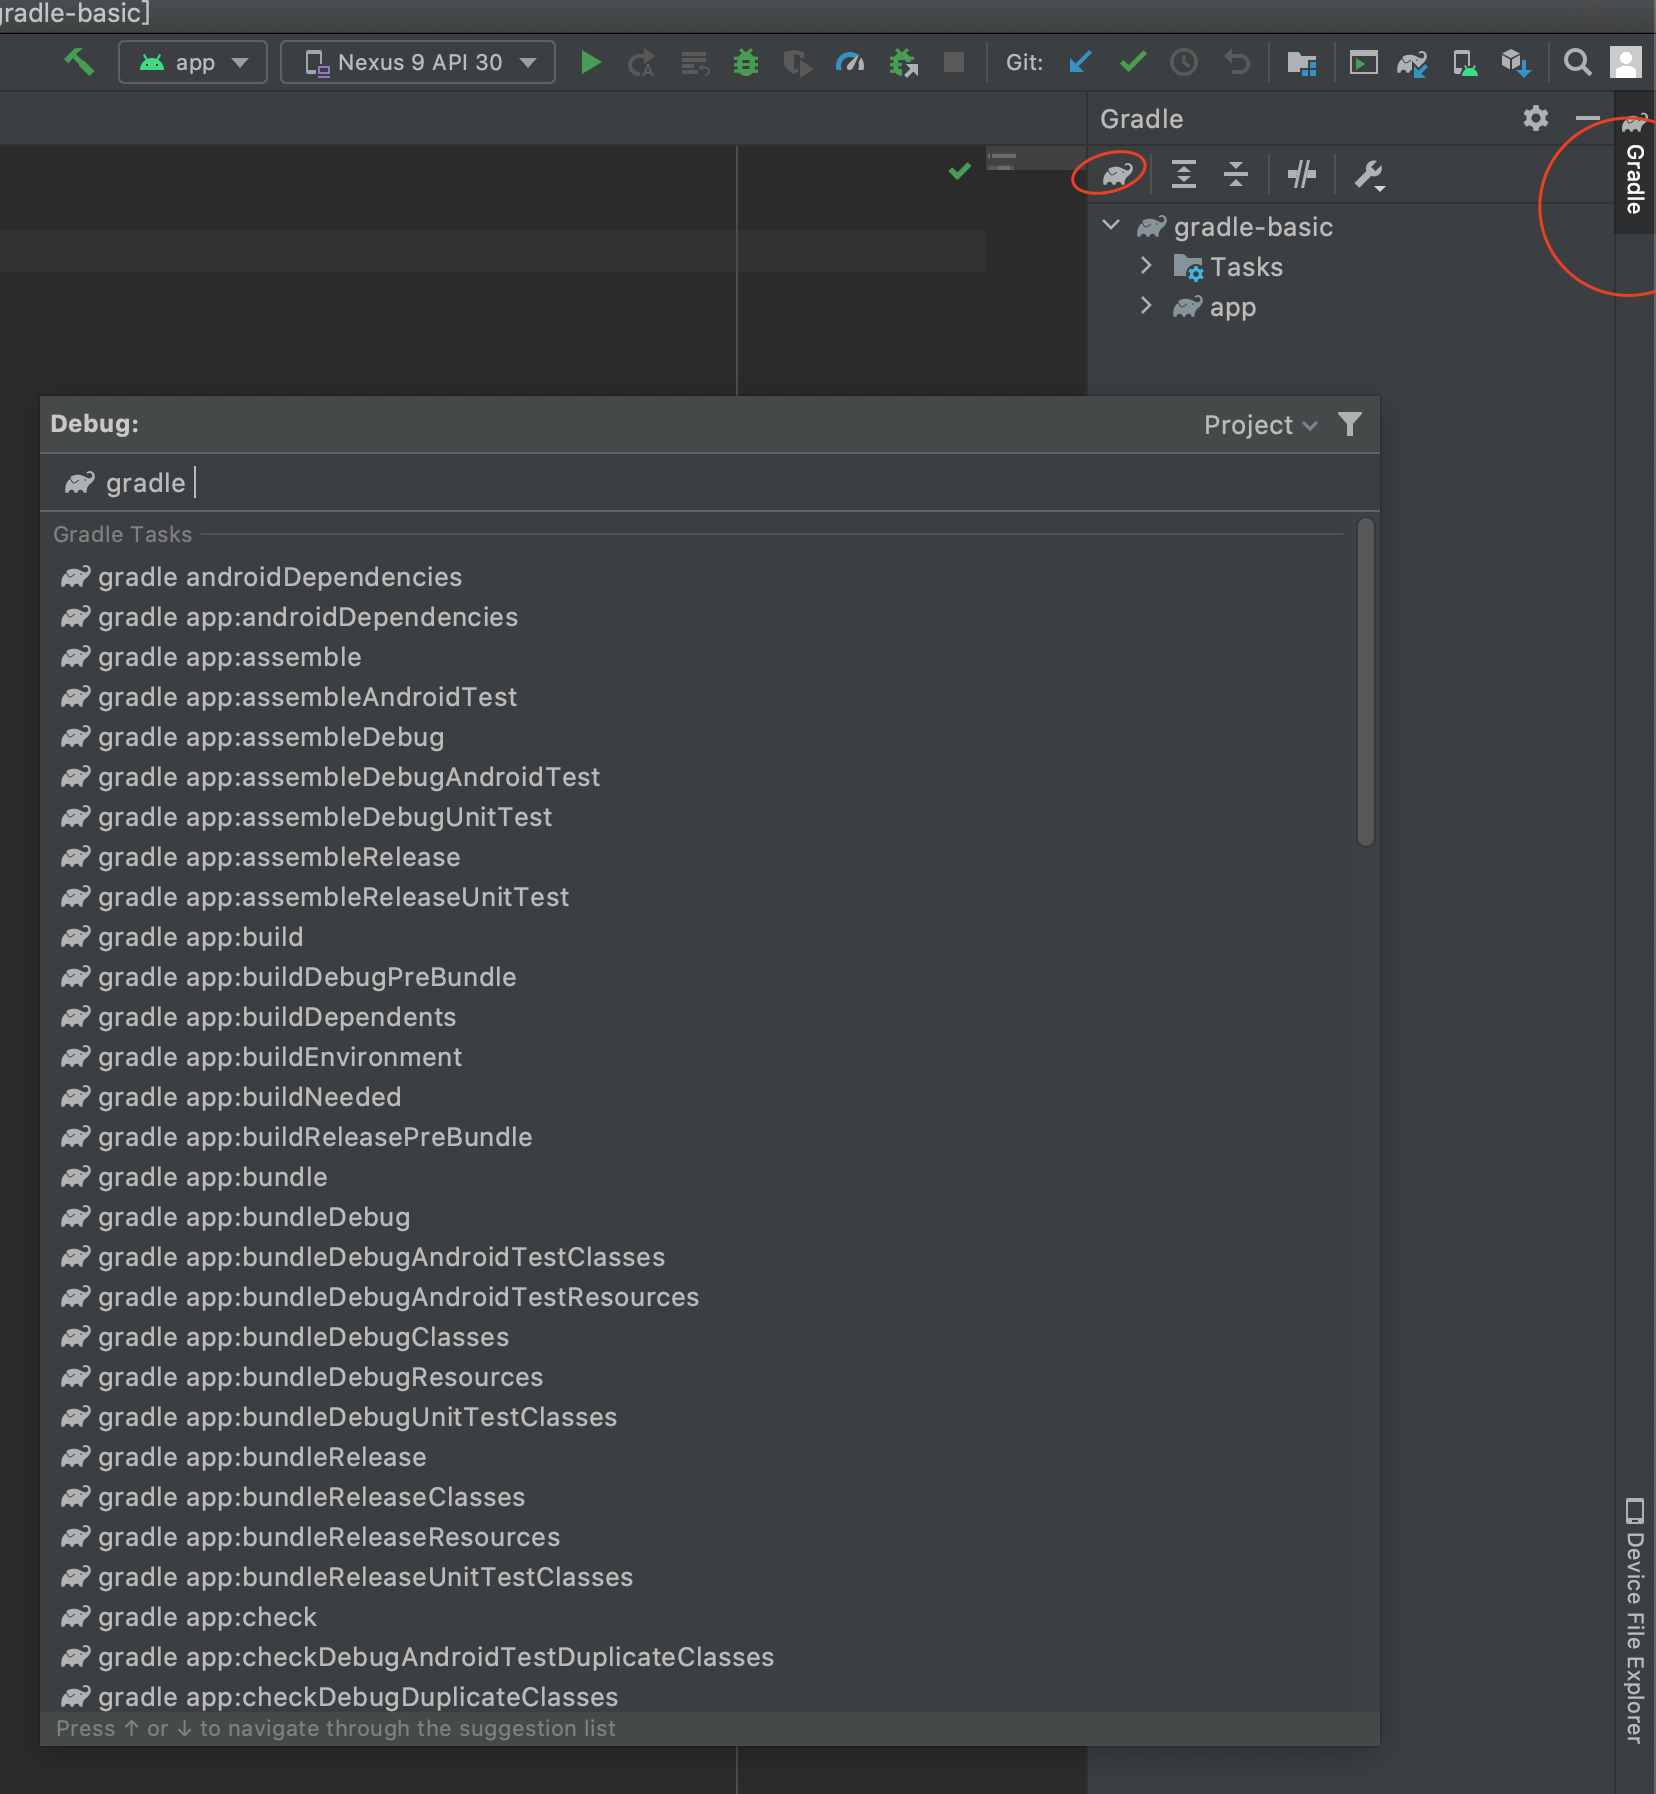 gradle-basic]
app
Nexus 9 API 30
Git:
Gradle
Gradle
gradle-basic
Tasks
app
Debug:
Project
gradle
Gradle Tasks
gradle androidDependencies
gradle app:androidDependencies
gradle app:assemble
gradle app:assembleAndroidTest
gradle app:assembleDebug
gradle app:assembleDebugAndroidTest
gradle app:assembleDebugUnitTest
gradle app:assembleRelease
gradle app:assembleReleaseUnitTest
gradle app:build
gradle app:buildDebugPreBundle
gradle app:buildDependents
gradle app:buildEnvironment
gradle app:buildNeeded
gradle app:buildReleasePreBundle
gradle app:bundle
gradle app:bundleDebug
gradle app:bundleDebugAndroidTestClasses
gradle app:bundleDebugAndroidTestResources
gradle app:bundleDebugClasses
gradle app:bundleDebugResources
gradle app:bundleDebugUnitTestClasses
gradle app:bundleRelease
gradle app:bundleReleaseClasses
gradle app:bundleReleaseResources
gradle app:bundleReleaseUnitTestClasses
gradle app:check
gradle app:checkDebugAndroidTestDuplicateClasses
gradle app:checkDebugDuplicateClasses
Press ↑ or ↓ to navigate through the suggestion list
Device File Explorer